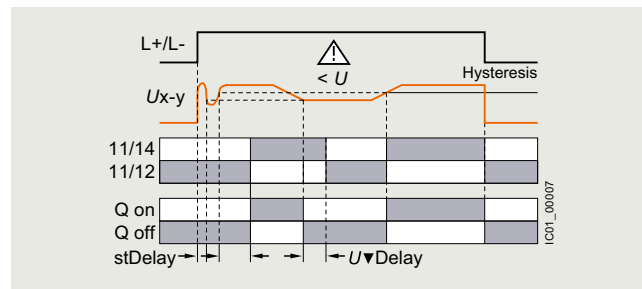 L+/L-
< U
Hysteresis
Ux-y
11/14
11/12
Q on
Q off
stDelay
U▼Delay
IC01_00007